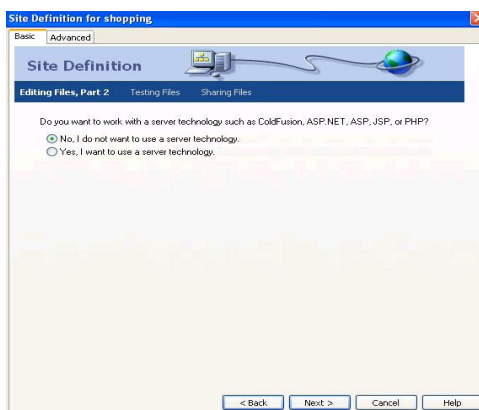 Site Definition for shopping
Basic Advanced
Site Definition
Editing Files, Part 2 Testing Files Sharing Files
Do you want to work with a server technology such as ColdFusion, ASP.NET, ASP, JSP, or PHP?
No, I do not want to use a server technology.
Yes, I want to use a server technology.
< Back Next > Cancel Help